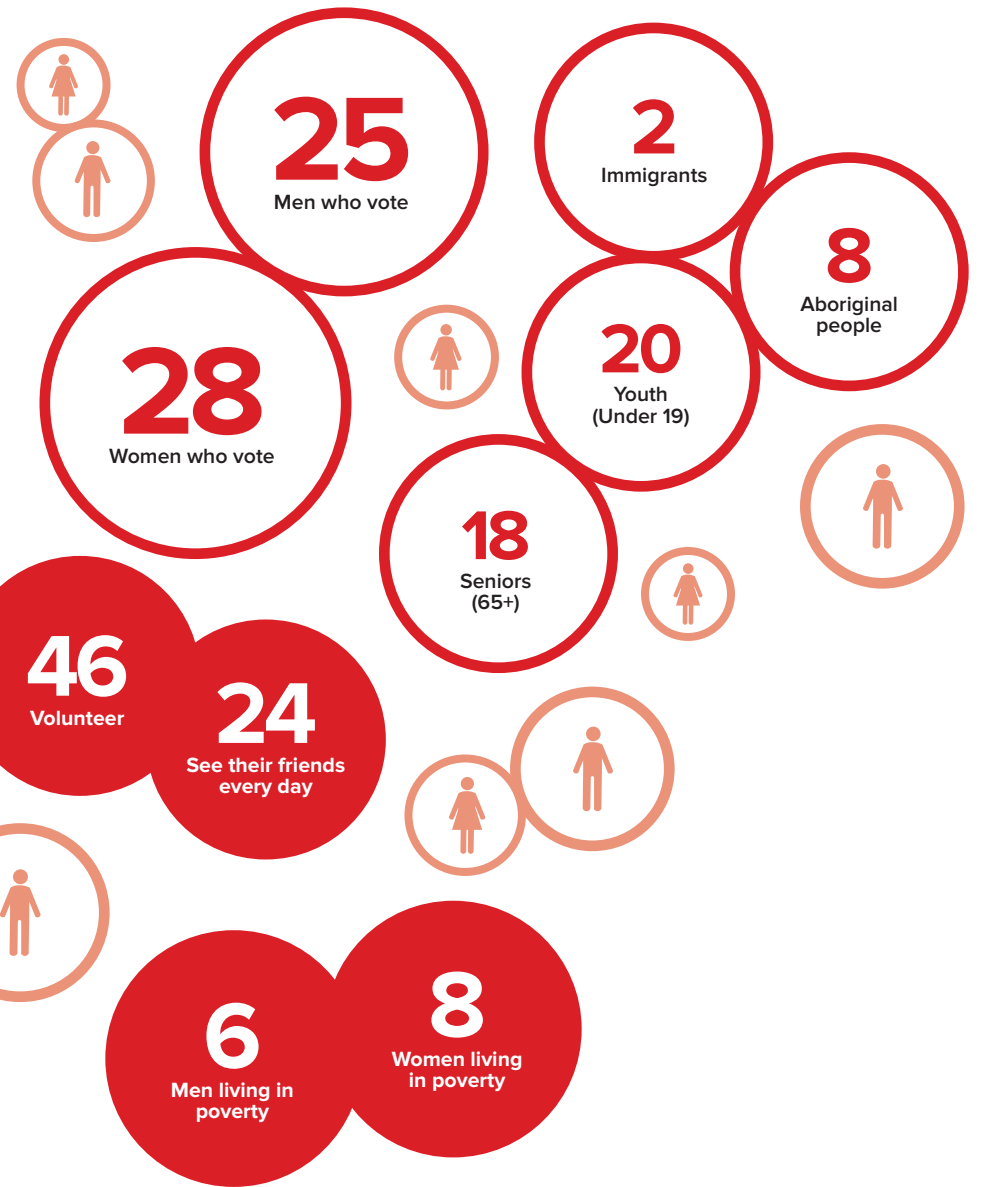 25
Men who vote
2
Immigrants
8
Aboriginal
people
28
Women who vote
20
Youth
(Under 19)
18
Seniors
(65+)
46
Volunteer
24
See their friends
every day
6
Men living in
poverty
8
Women living
in poverty